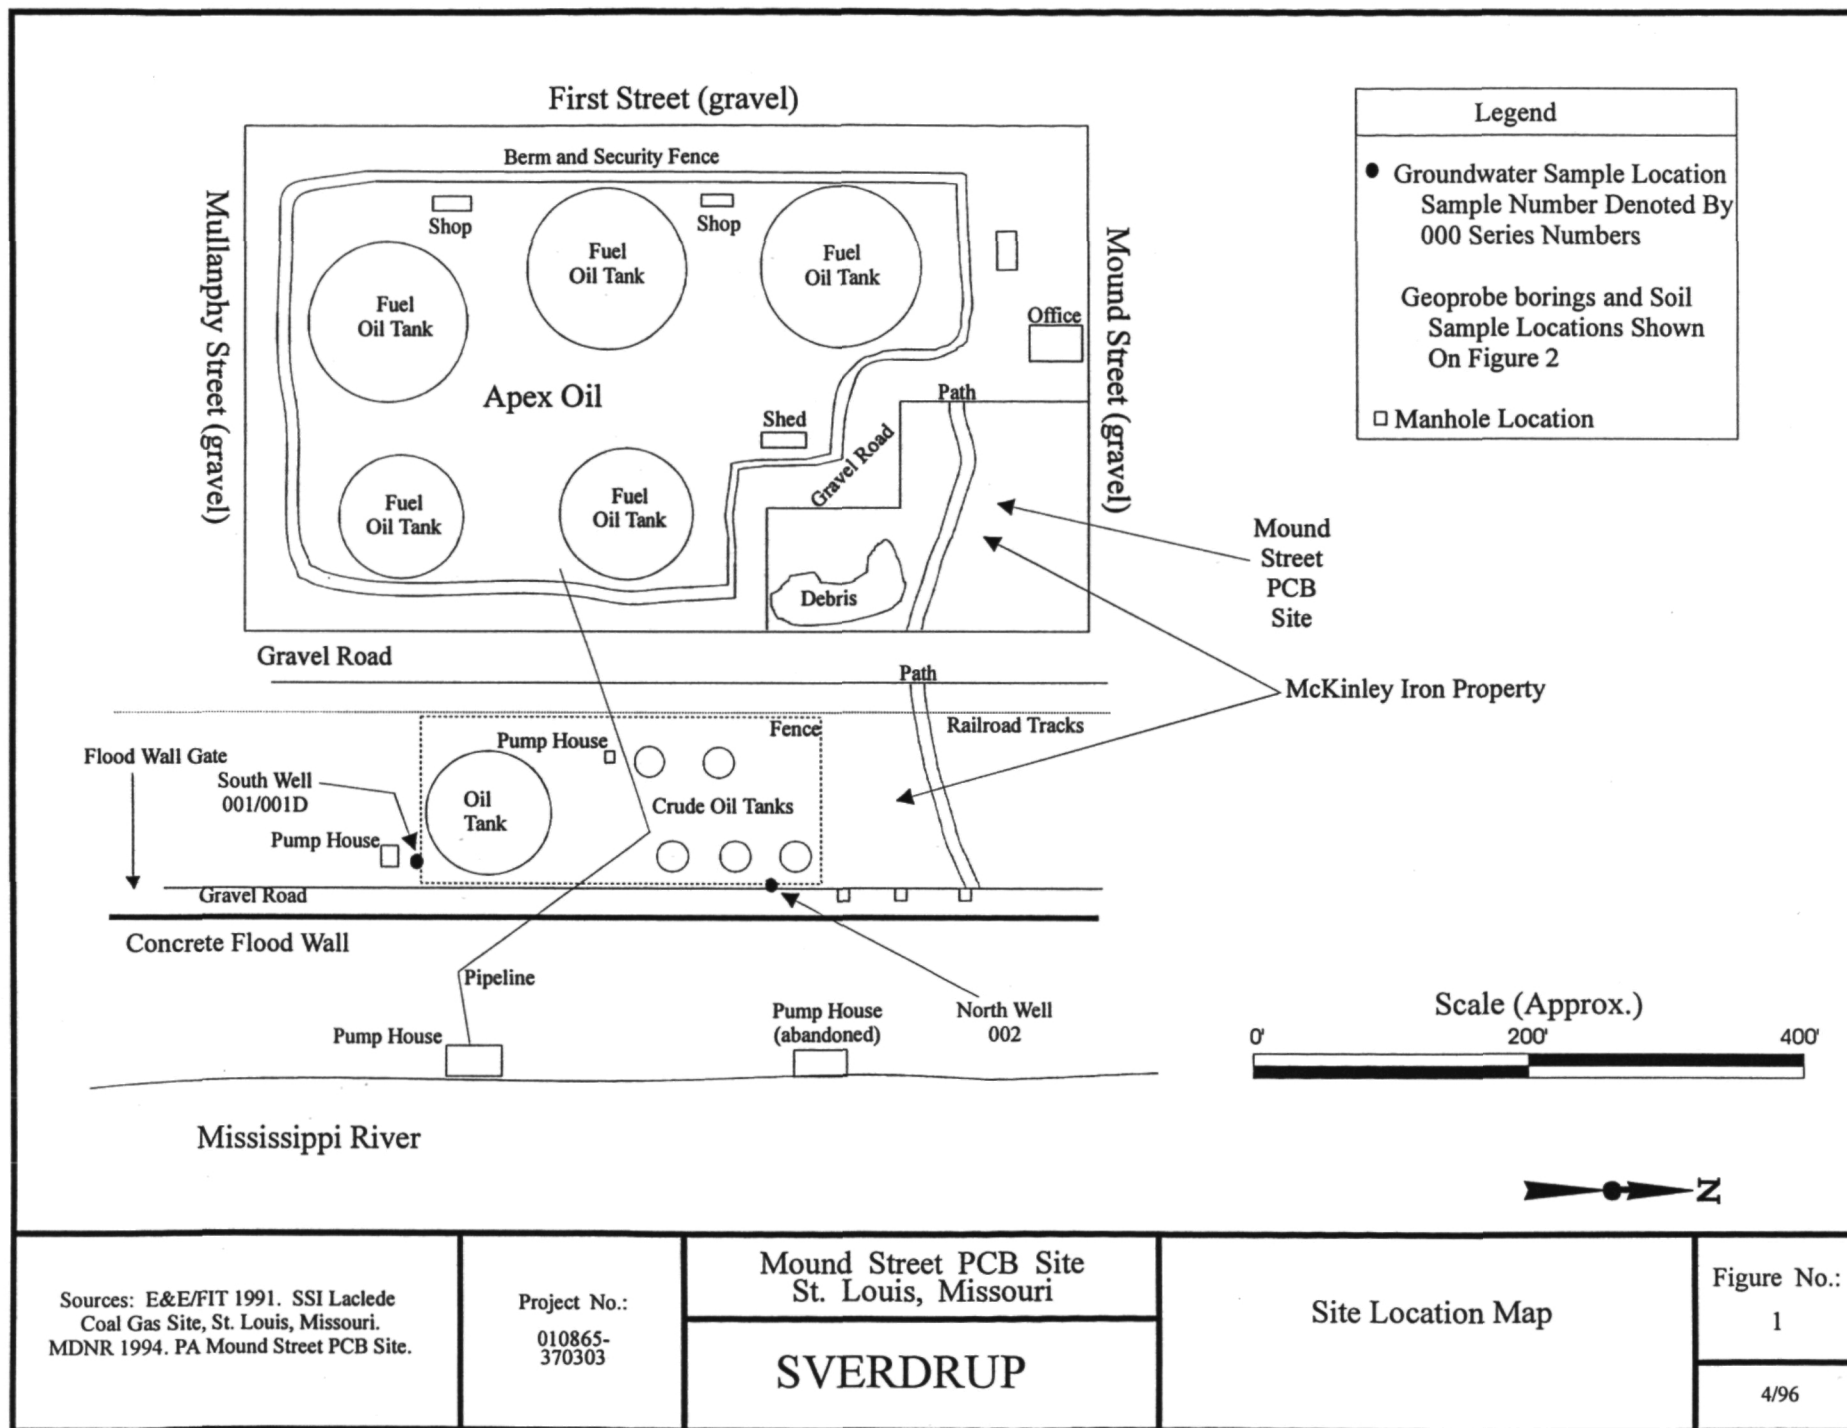 First Street (gravel)
Berm and Security Fence
Mullanphy Street (gravel)
Shop
Shop
Fuel
Oil Tank
Fuel
Oil Tank
Fuel
Oil Tank
Mound Street (gravel)
Office
Apex Oil
Path
Shed
Gravel Road
Fuel
Oil Tank
Fuel
Oil Tank
Debris
Mound
Street
PCB
Site
Gravel Road
Path
McKinley Iron Property
Railroad Tracks
Fence
Pump House
Flood Wall Gate
South Well
001/001D
Oil
Tank
Crude Oil Tanks
Pump House
Gravel Road
Concrete Flood Wall
Pipeline
Pump House
Pump House
(abandoned)
North Well
002
Mississippi River
Legend
Groundwater Sample Location
Sample Number Denoted By
000 Series Numbers
Geoprobe borings and Soil
Sample Locations Shown
On Figure 2
Manhole Location
Scale (Approx.)
0' 200' 400'
N
Sources: E&E/FIT 1991. SSI Laclede
Coal Gas Site, St. Louis, Missouri.
MDNR 1994. PA Mound Street PCB Site.
Project No.:
010865-
370303
Mound Street PCB Site
St. Louis, Missouri
SVERDRUP
Site Location Map
Figure No.:
1
4/96